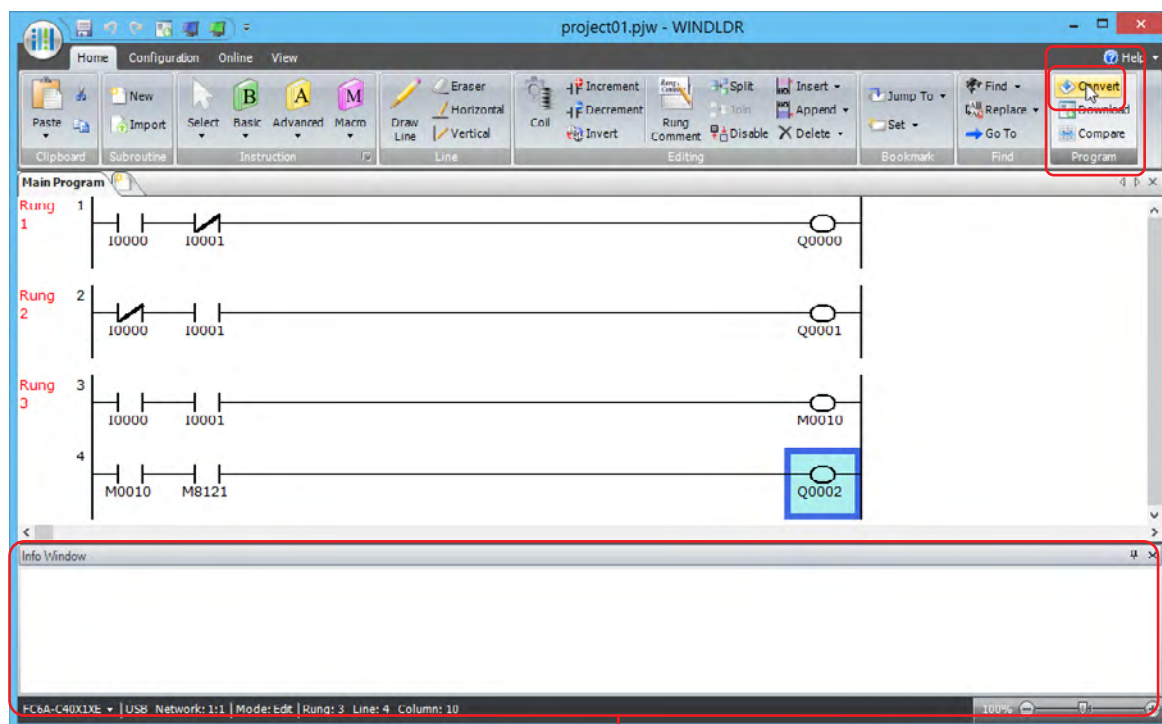 project01.pjw - WINDLDR
Home Configuration Online View Help
Paste New Import Select Basic Advanced Macro Draw Line Eraser Horizontal Vertical Coil Increment Decrement Invert Rung Comment Split Join Disable Insert Append Delete Jump To Set Find Replace Go To Convert Download Compare
B A M
Clipboard Subroutine Instruction Line Editing Bookmark Find Program
Main Program
Rung 1
1
I0000 I0001 Q0000
Rung 2
2
I0000 I0001 Q0001
Rung 3
3
I0000 I0001 M0010
4
M0010 M8121 Q0002
Info Window
FC6A-C40X1XE | USB Network: 1:1 | Mode: Edit | Rung: 3 Line: 4 Column: 10 100%